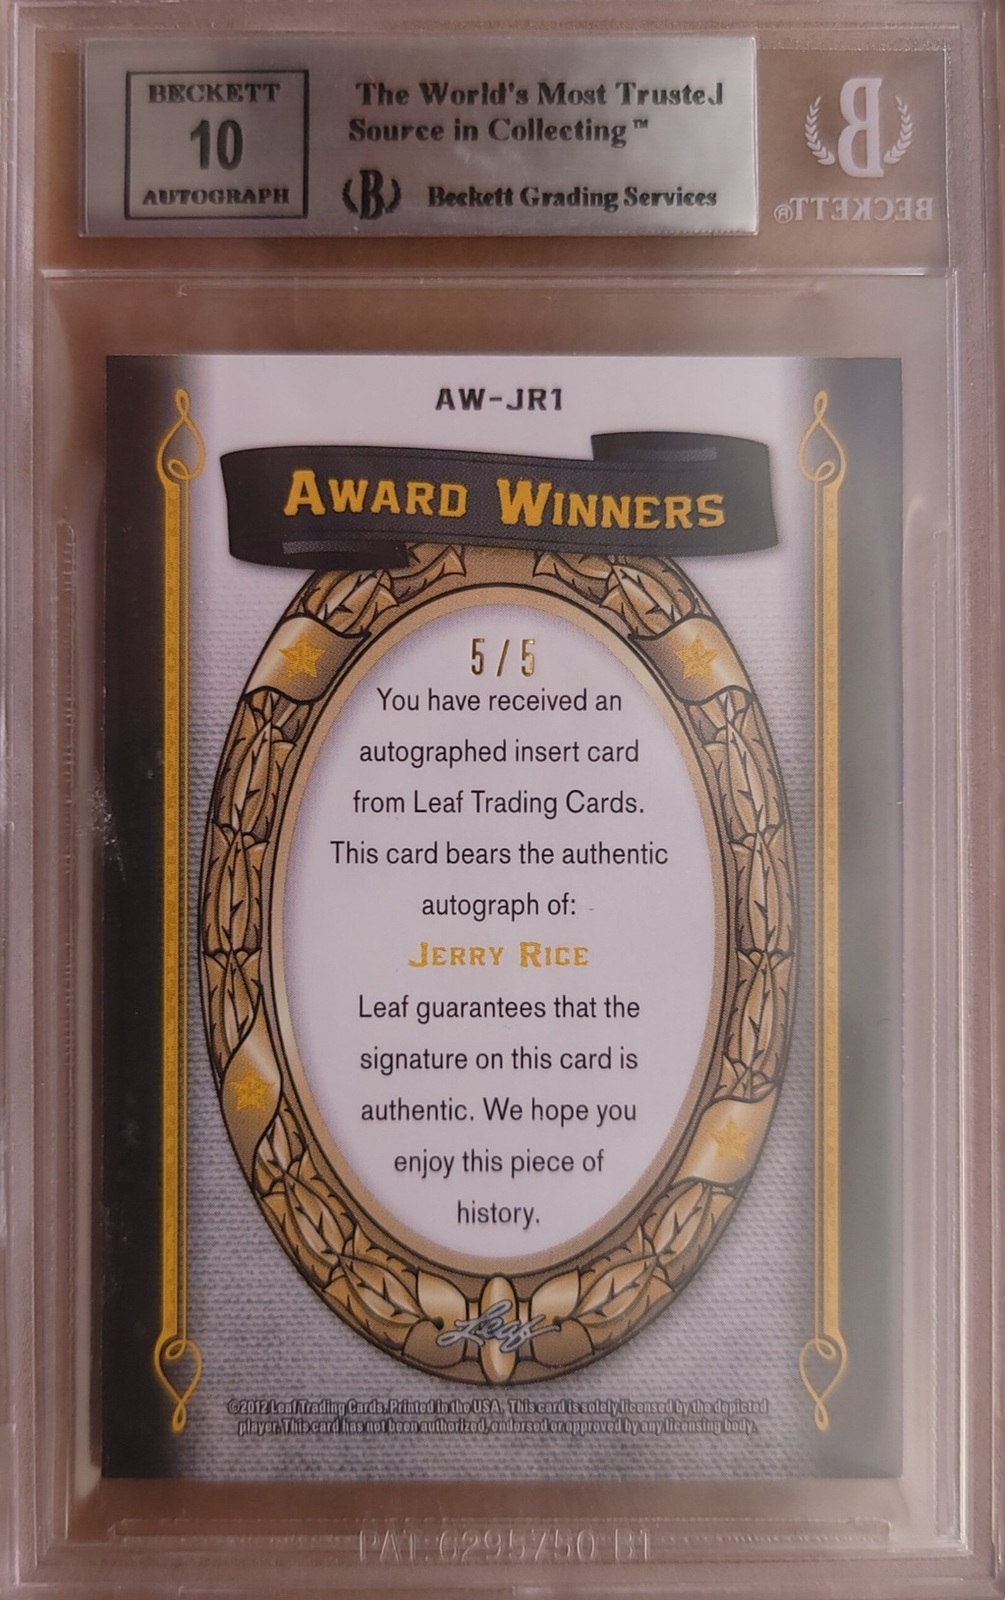 BECKETT
10
AUTOGRAPH
The World's Most Trusted
Source in Collecting™
B Beckett Grading Services
B
BECKETT®
AW-JR1
AWARD WINNERS
5/5
You have received an
autographed insert card
from Leaf Trading Cards.
This card bears the authentic
autograph of:
JERRY RICE
Leaf guarantees that the
signature on this card is
authentic. We hope you
enjoy this piece of
history.
Leaf
©2012 Leaf Trading Cards. Printed in the USA. This card is solely licensed by the depicted
player. This card has not been authorized, endorsed or approved by any licensing body.
PAT. 6295750 B1